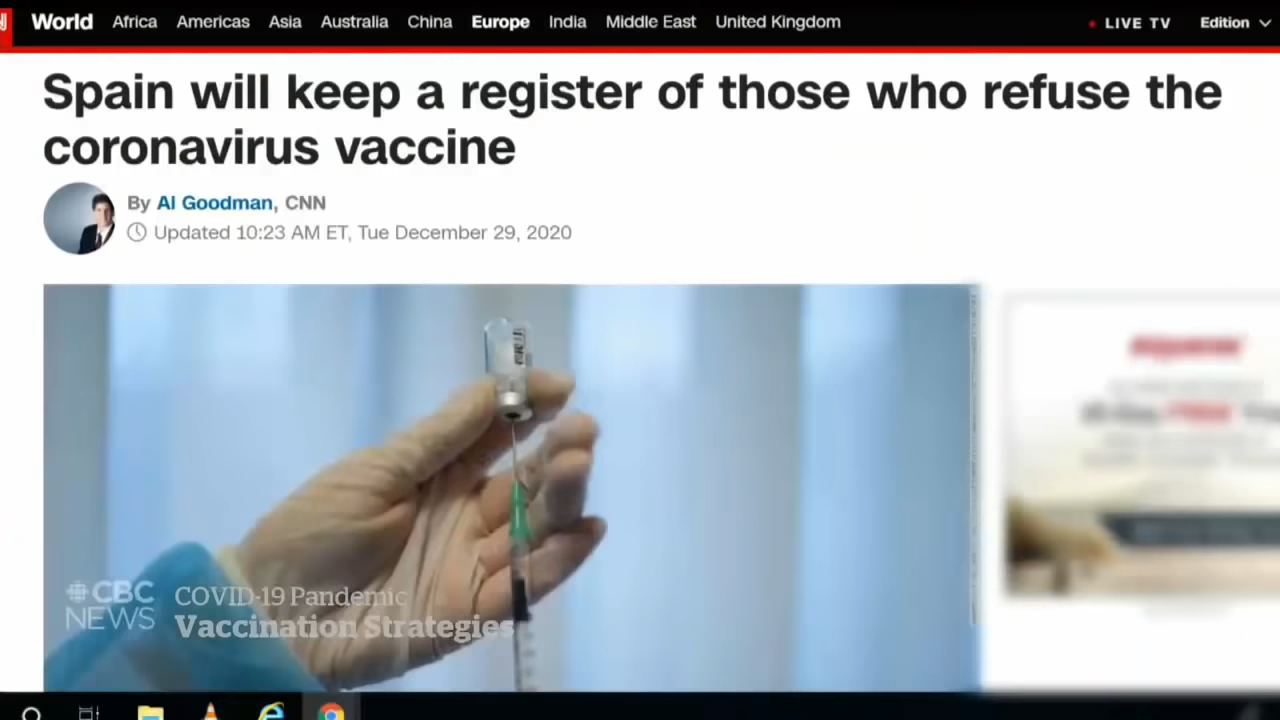 World Africa Americas Asia Australia China Europe India Middle East United Kingdom LIVE TV Edition
Spain will keep a register of those who refuse the
coronavirus vaccine
By Al Goodman, CNN
Updated 10:23 AM ET, Tue December 29, 2020
CBC
NEWS
COVID-19 Pandemic
Vaccination Strategies